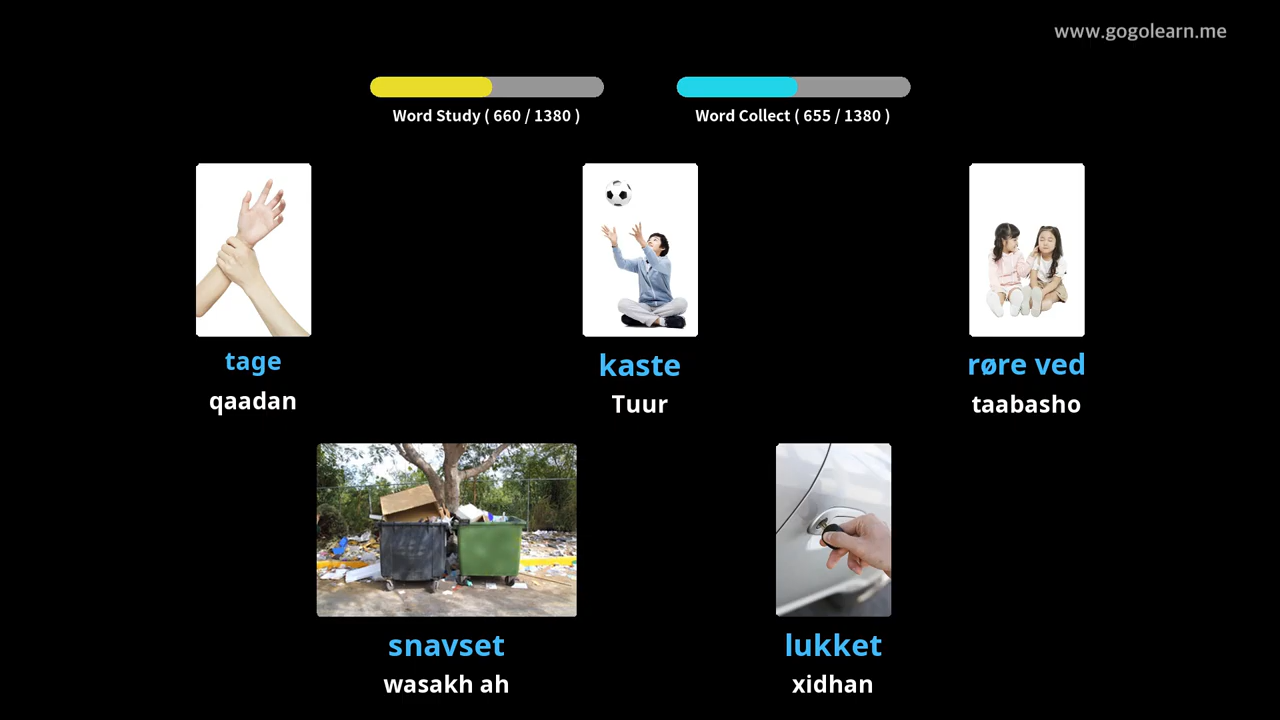 www.gogolearn.me
Word Study ( 660 / 1380 )
Word Collect ( 655 / 1380 )
tage
qaadan
kaste
Tuur
røre ved
taabasho
snavset
wasakh ah
lukket
xidhan